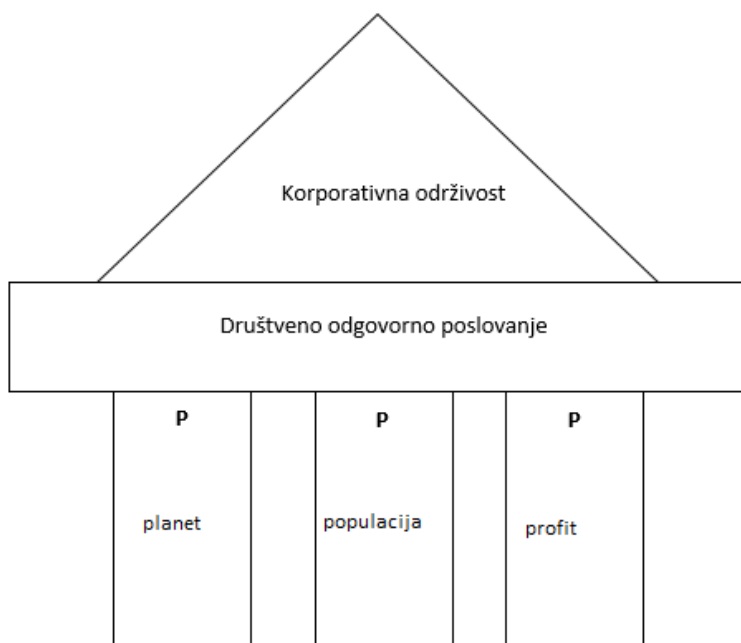 Korporativna održivost
Društveno odgovorno poslovanje
P P P
planet populacija profit